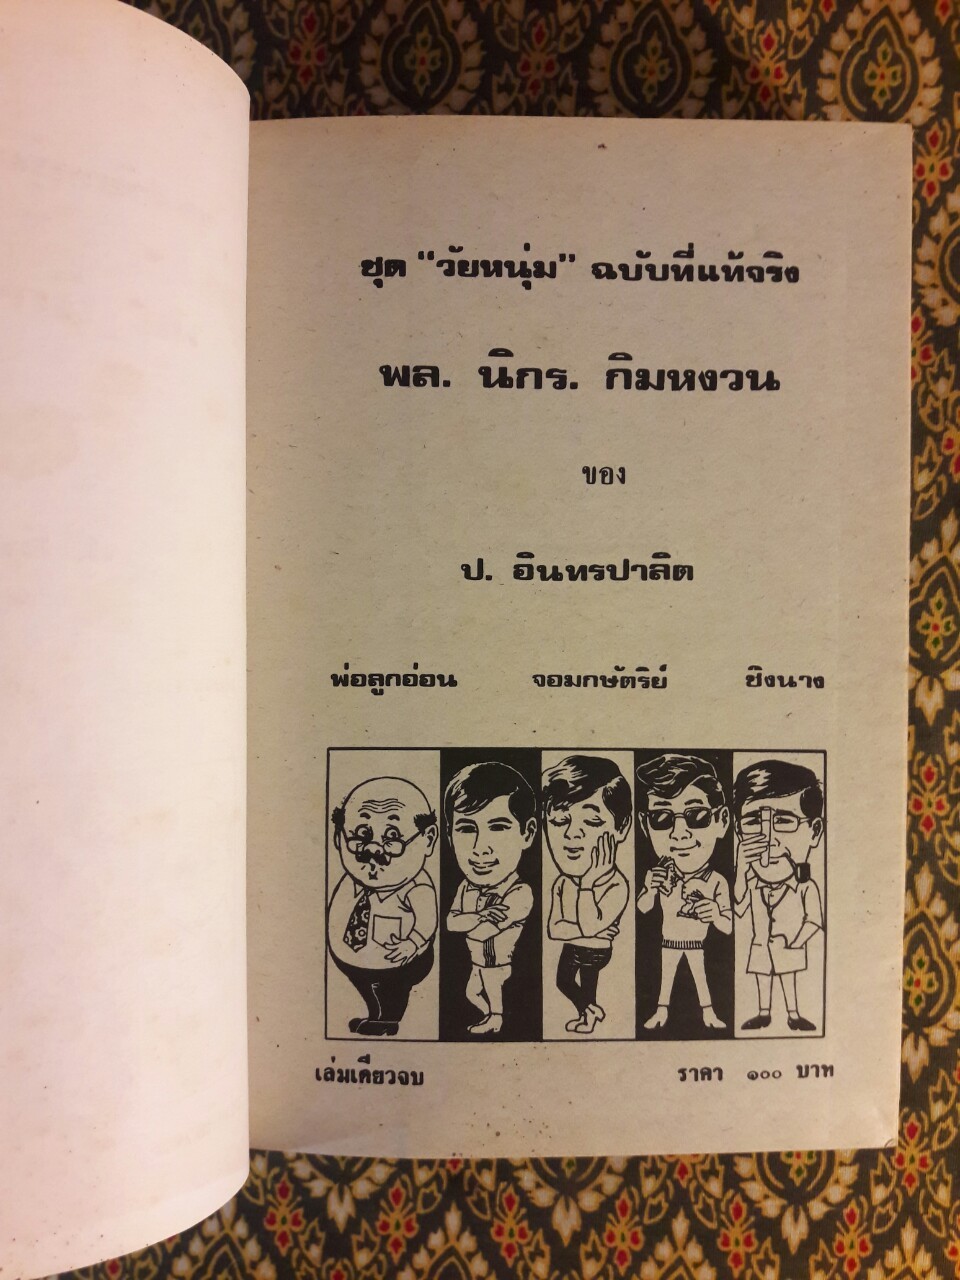 ชุด "วัยหนุ่ม" ฉบับที่แท้จริง
พล. นิกร. กิมหงวน
ของ
ป. อินทรปาลิต
พ่อลูกอ่อน จอมกษัตริย์ ชิงนาง
เล่มเดียวจบ ราคา ๑๐๐ บาท